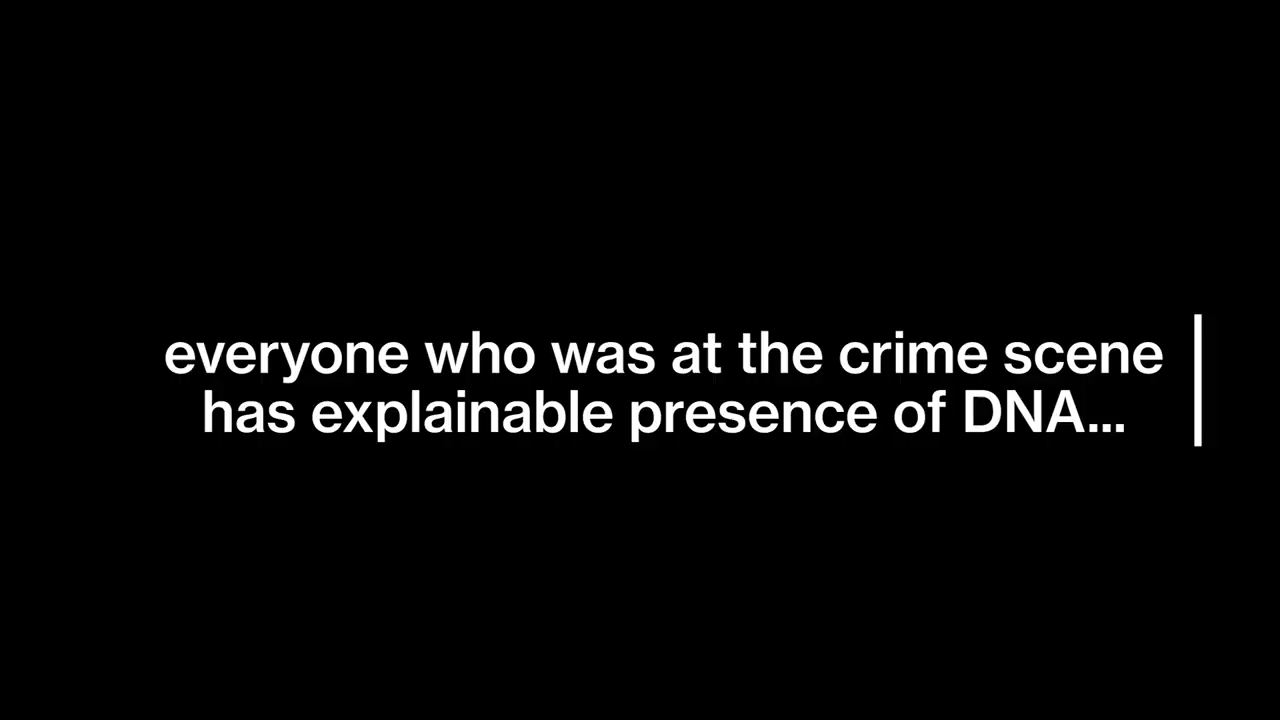 everyone who was at the crime scene
has explainable presence of DNA...